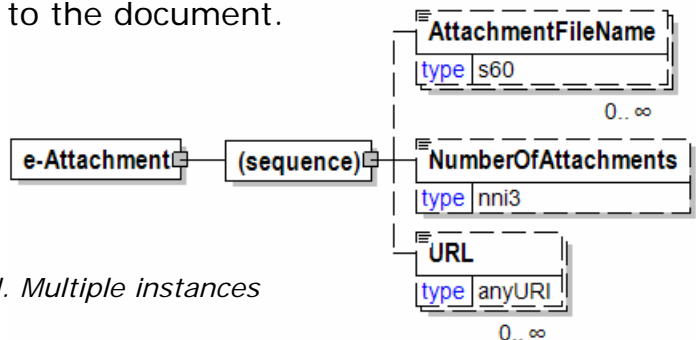 to the document.
AttachmentFileName
type s60
0.. ∞
e-Attachment
(sequence)
NumberOfAttachments
type nni3
URL
type anyURI
. Multiple instances
0.. ∞